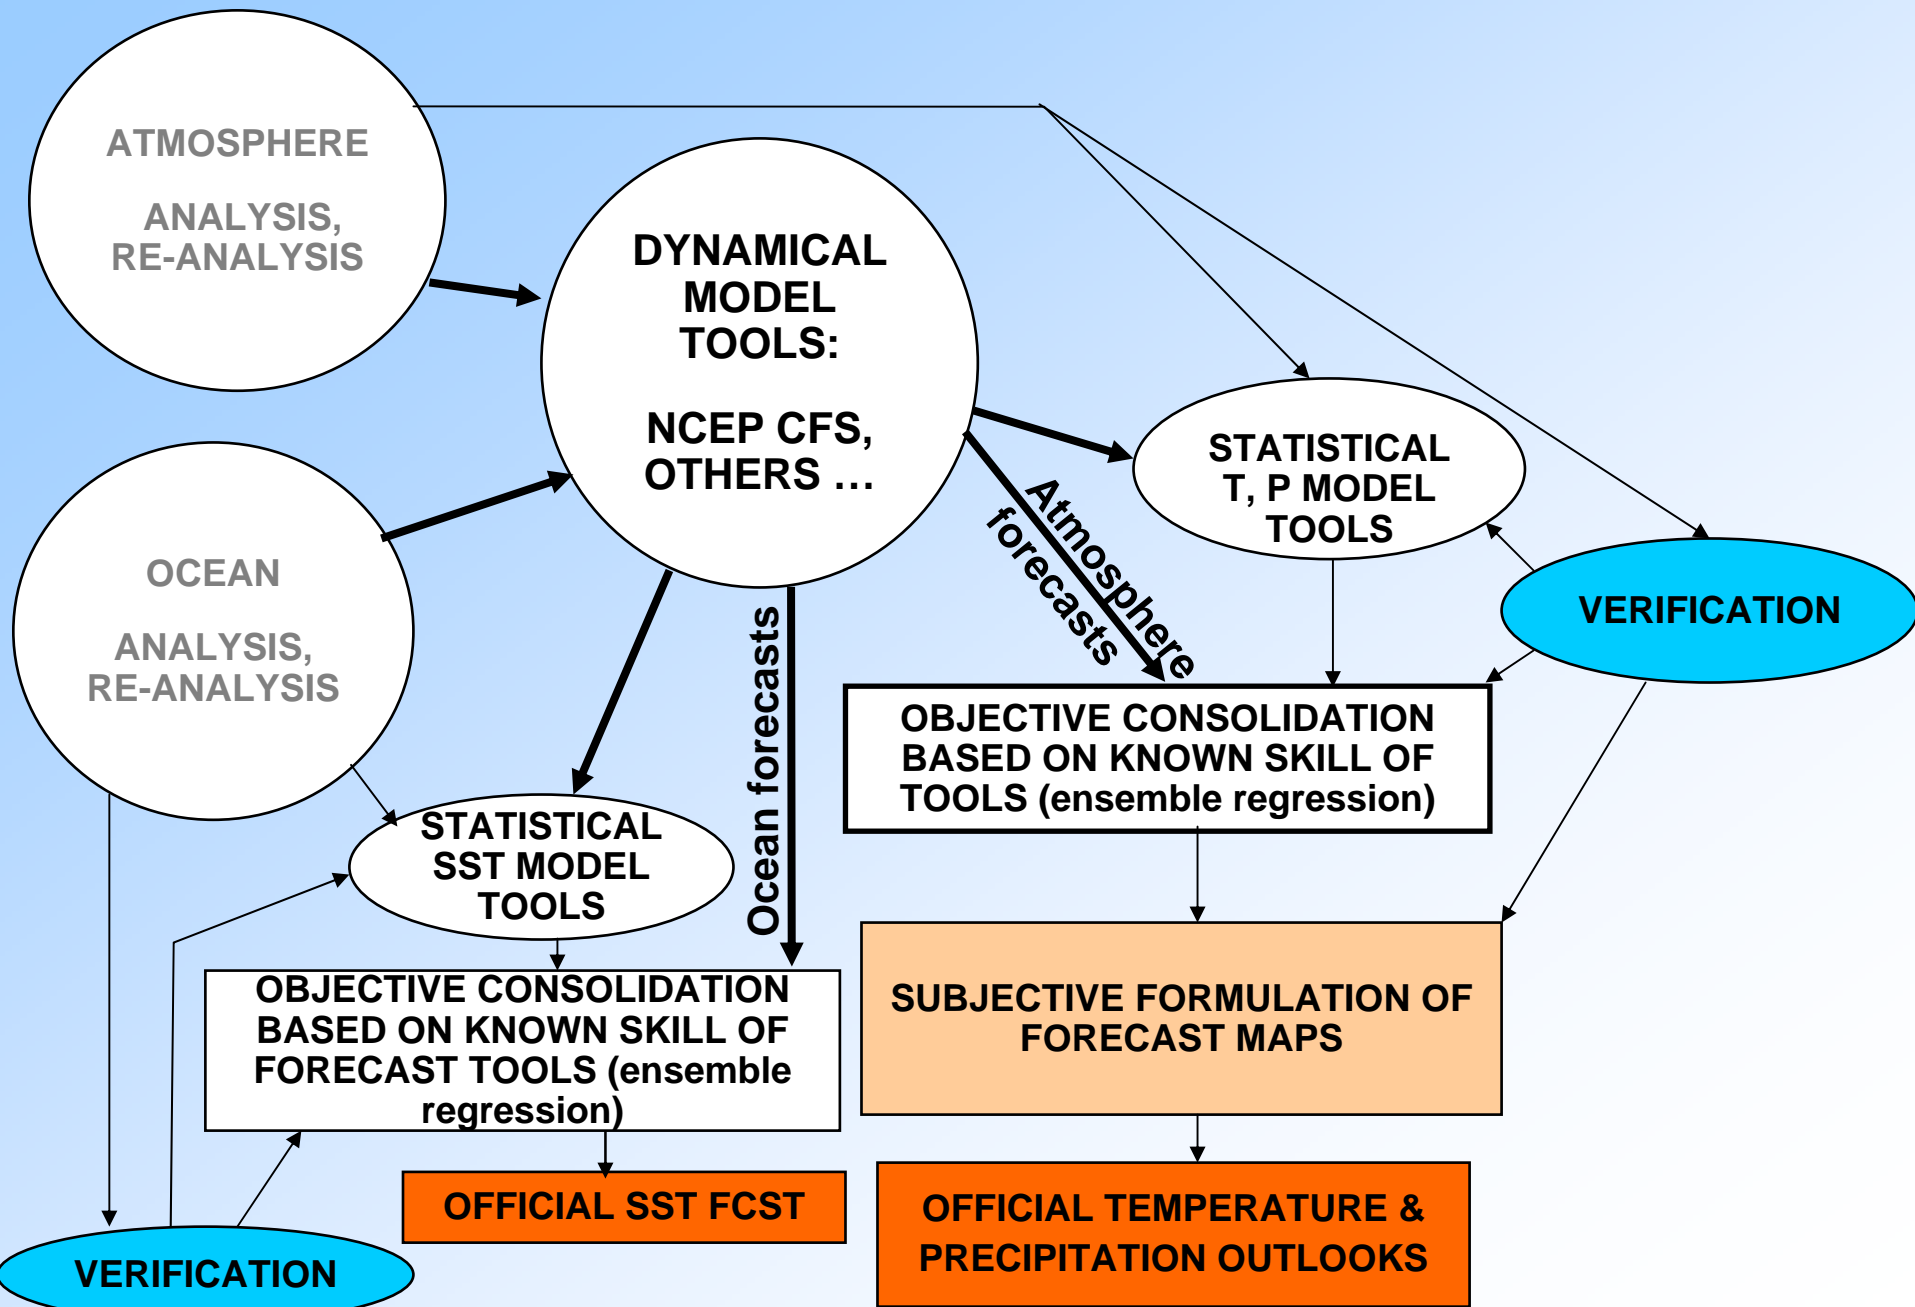 ATMOSPHERE
ANALYSIS,
RE-ANALYSIS
DYNAMICAL
MODEL
TOOLS:
NCEP CFS,
OTHERS …
STATISTICAL
T, P MODEL
TOOLS
VERIFICATION
OCEAN
ANALYSIS,
RE-ANALYSIS
Atmosphere
forecasts
Ocean forecasts
OBJECTIVE CONSOLIDATION
BASED ON KNOWN SKILL OF
TOOLS (ensemble regression)
STATISTICAL
SST MODEL
TOOLS
OBJECTIVE CONSOLIDATION
BASED ON KNOWN SKILL OF
FORECAST TOOLS (ensemble
regression)
SUBJECTIVE FORMULATION OF
FORECAST MAPS
OFFICIAL SST FCST
OFFICIAL TEMPERATURE &
PRECIPITATION OUTLOOKS
VERIFICATION